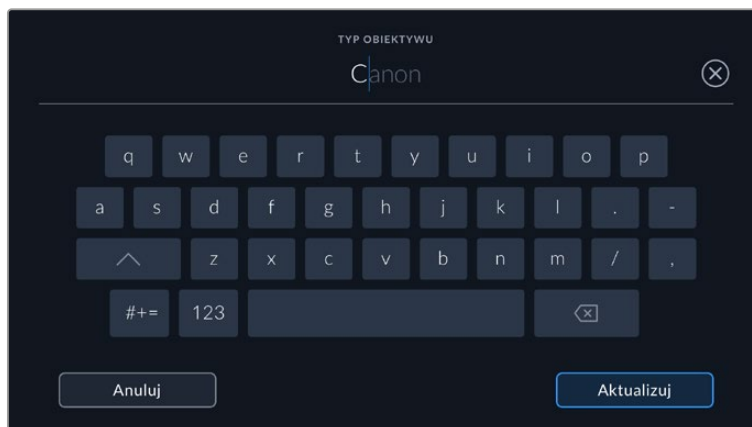 TYP OBIEKTYWU
Canon
q w e r t y u i o p
a s d f g h j k l . -
z x c v b n m / ,
#+= 123
Anuluj Aktualizuj